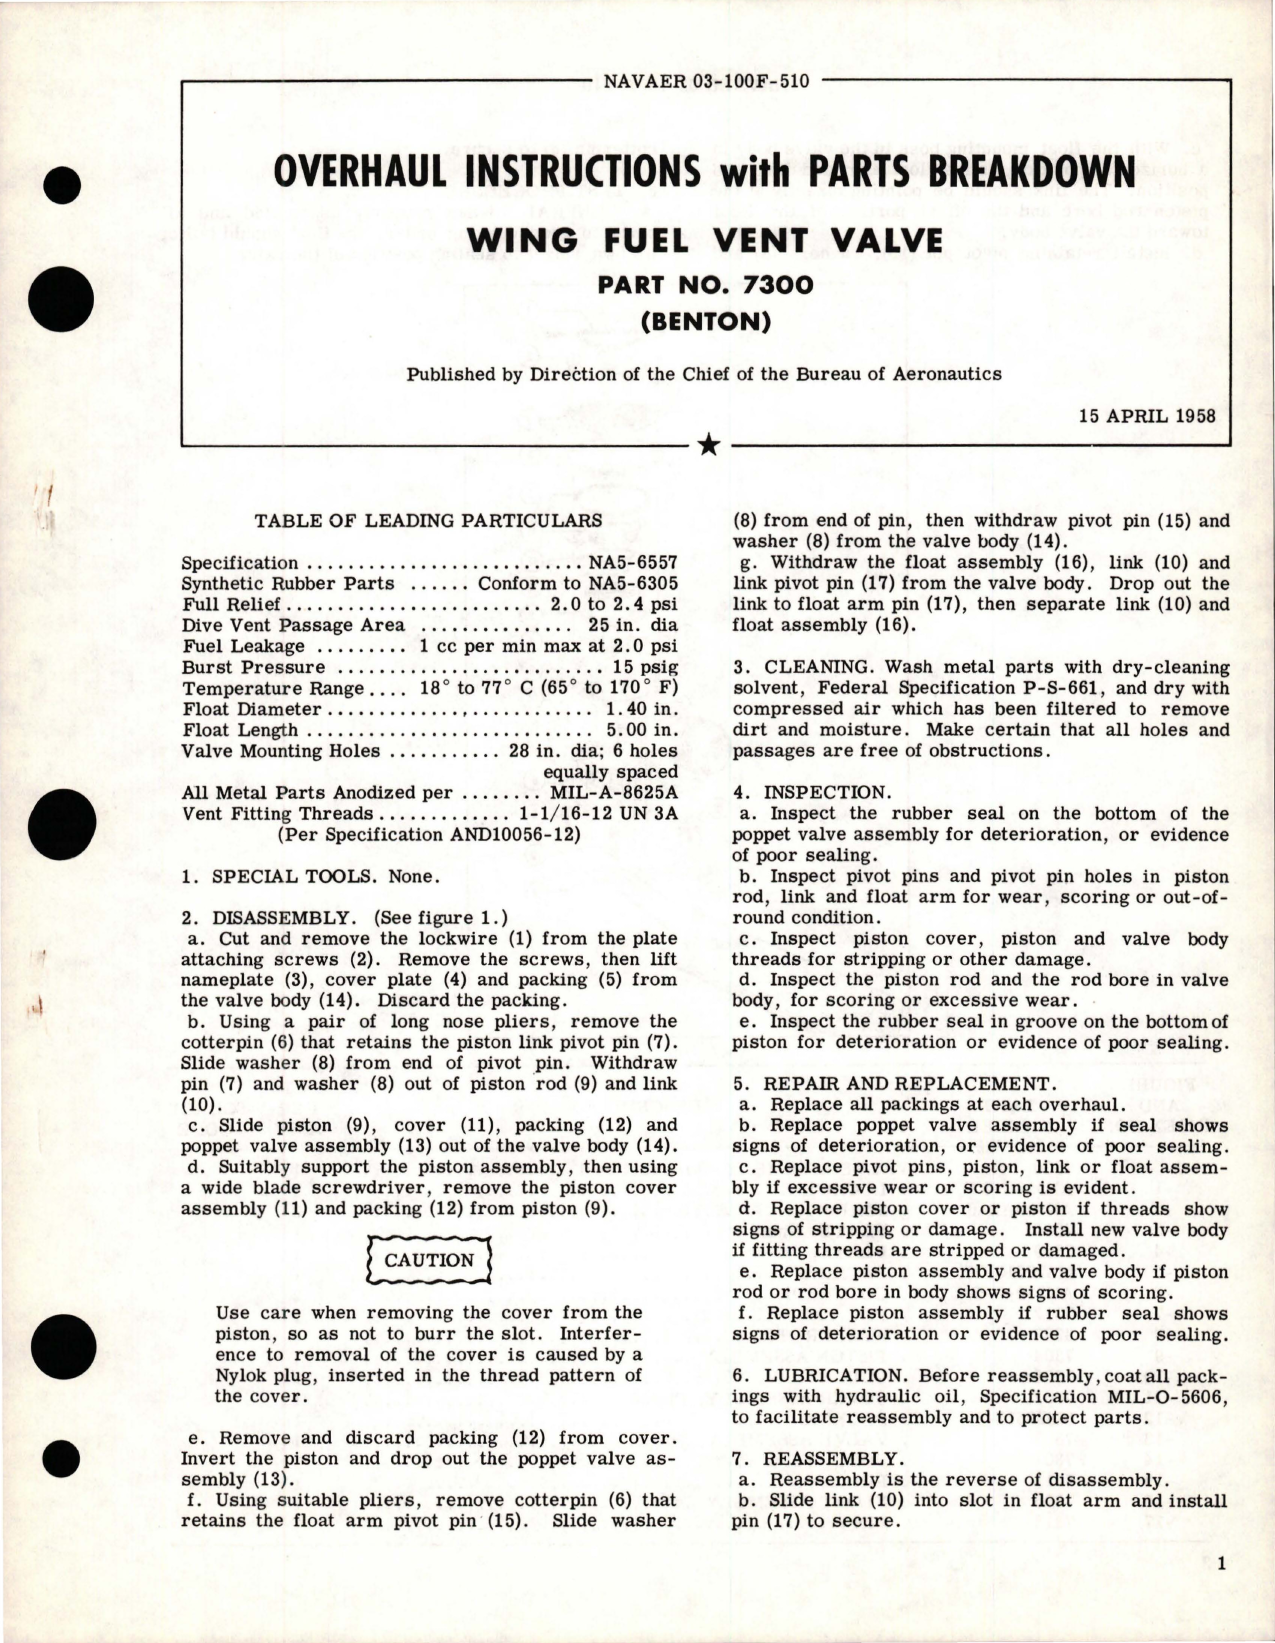 NAVAER 03-100F-510
OVERHAUL INSTRUCTIONS with PARTS BREAKDOWN
WING FUEL VENT VALVE
PART NO. 7300
(BENTON)
Published by Direction of the Chief of the Bureau of Aeronautics
15 APRIL 1958
TABLE OF LEADING PARTICULARS
Specification ........................... NA5-6557
Synthetic Rubber Parts ...... Conform to NA5-6305
Full Relief......................... 2.0 to 2.4 psi
Dive Vent Passage Area ............... 25 in. dia
Fuel Leakage ......... 1 cc per min max at 2.0 psi
Burst Pressure .......................... 15 psig
Temperature Range.... 18° to 77° C (65° to 170° F)
Float Diameter.......................... 1.40 in.
Float Length ............................ 5.00 in.
Valve Mounting Holes ........... 28 in. dia; 6 holes
equally spaced
All Metal Parts Anodized per ........ MIL-A-8625A
Vent Fitting Threads............. 1-1/16-12 UN 3A
(Per Specification AND10056-12)
1. SPECIAL TOOLS. None.
2. DISASSEMBLY. (See figure 1.)
a. Cut and remove the lockwire (1) from the plate
attaching screws (2). Remove the screws, then lift
nameplate (3), cover plate (4) and packing (5) from
the valve body (14). Discard the packing.
b. Using a pair of long nose pliers, remove the
cotterpin (6) that retains the piston link pivot pin (7).
Slide washer (8) from end of pivot pin. Withdraw
pin (7) and washer (8) out of piston rod (9) and link
(10).
c. Slide piston (9), cover (11), packing (12) and
poppet valve assembly (13) out of the valve body (14).
d. Suitably support the piston assembly, then using
a wide blade screwdriver, remove the piston cover
assembly (11) and packing (12) from piston (9).
CAUTION
Use care when removing the cover from the
piston, so as not to burr the slot. Interfer-
ence to removal of the cover is caused by a
Nylok plug, inserted in the thread pattern of
the cover.
e. Remove and discard packing (12) from cover.
Invert the piston and drop out the poppet valve as-
sembly (13).
f. Using suitable pliers, remove cotterpin (6) that
retains the float arm pivot pin (15). Slide washer
(8) from end of pin, then withdraw pivot pin (15) and
washer (8) from the valve body (14).
g. Withdraw the float assembly (16), link (10) and
link pivot pin (17) from the valve body. Drop out the
link to float arm pin (17), then separate link (10) and
float assembly (16).
3. CLEANING. Wash metal parts with dry-cleaning
solvent, Federal Specification P-S-661, and dry with
compressed air which has been filtered to remove
dirt and moisture. Make certain that all holes and
passages are free of obstructions.
4. INSPECTION.
a. Inspect the rubber seal on the bottom of the
poppet valve assembly for deterioration, or evidence
of poor sealing.
b. Inspect pivot pins and pivot pin holes in piston
rod, link and float arm for wear, scoring or out-of-
round condition.
c. Inspect piston cover, piston and valve body
threads for stripping or other damage.
d. Inspect the piston rod and the rod bore in valve
body, for scoring or excessive wear.
e. Inspect the rubber seal in groove on the bottom of
piston for deterioration or evidence of poor sealing.
5. REPAIR AND REPLACEMENT.
a. Replace all packings at each overhaul.
b. Replace poppet valve assembly if seal shows
signs of deterioration, or evidence of poor sealing.
c. Replace pivot pins, piston, link or float assem-
bly if excessive wear or scoring is evident.
d. Replace piston cover or piston if threads show
signs of stripping or damage. Install new valve body
if fitting threads are stripped or damaged.
e. Replace piston assembly and valve body if piston
rod or rod bore in body shows signs of scoring.
f. Replace piston assembly if rubber seal shows
signs of deterioration or evidence of poor sealing.
6. LUBRICATION. Before reassembly, coat all pack-
ings with hydraulic oil, Specification MIL-O-5606,
to facilitate reassembly and to protect parts.
7. REASSEMBLY.
a. Reassembly is the reverse of disassembly.
b. Slide link (10) into slot in float arm and install
pin (17) to secure.
1